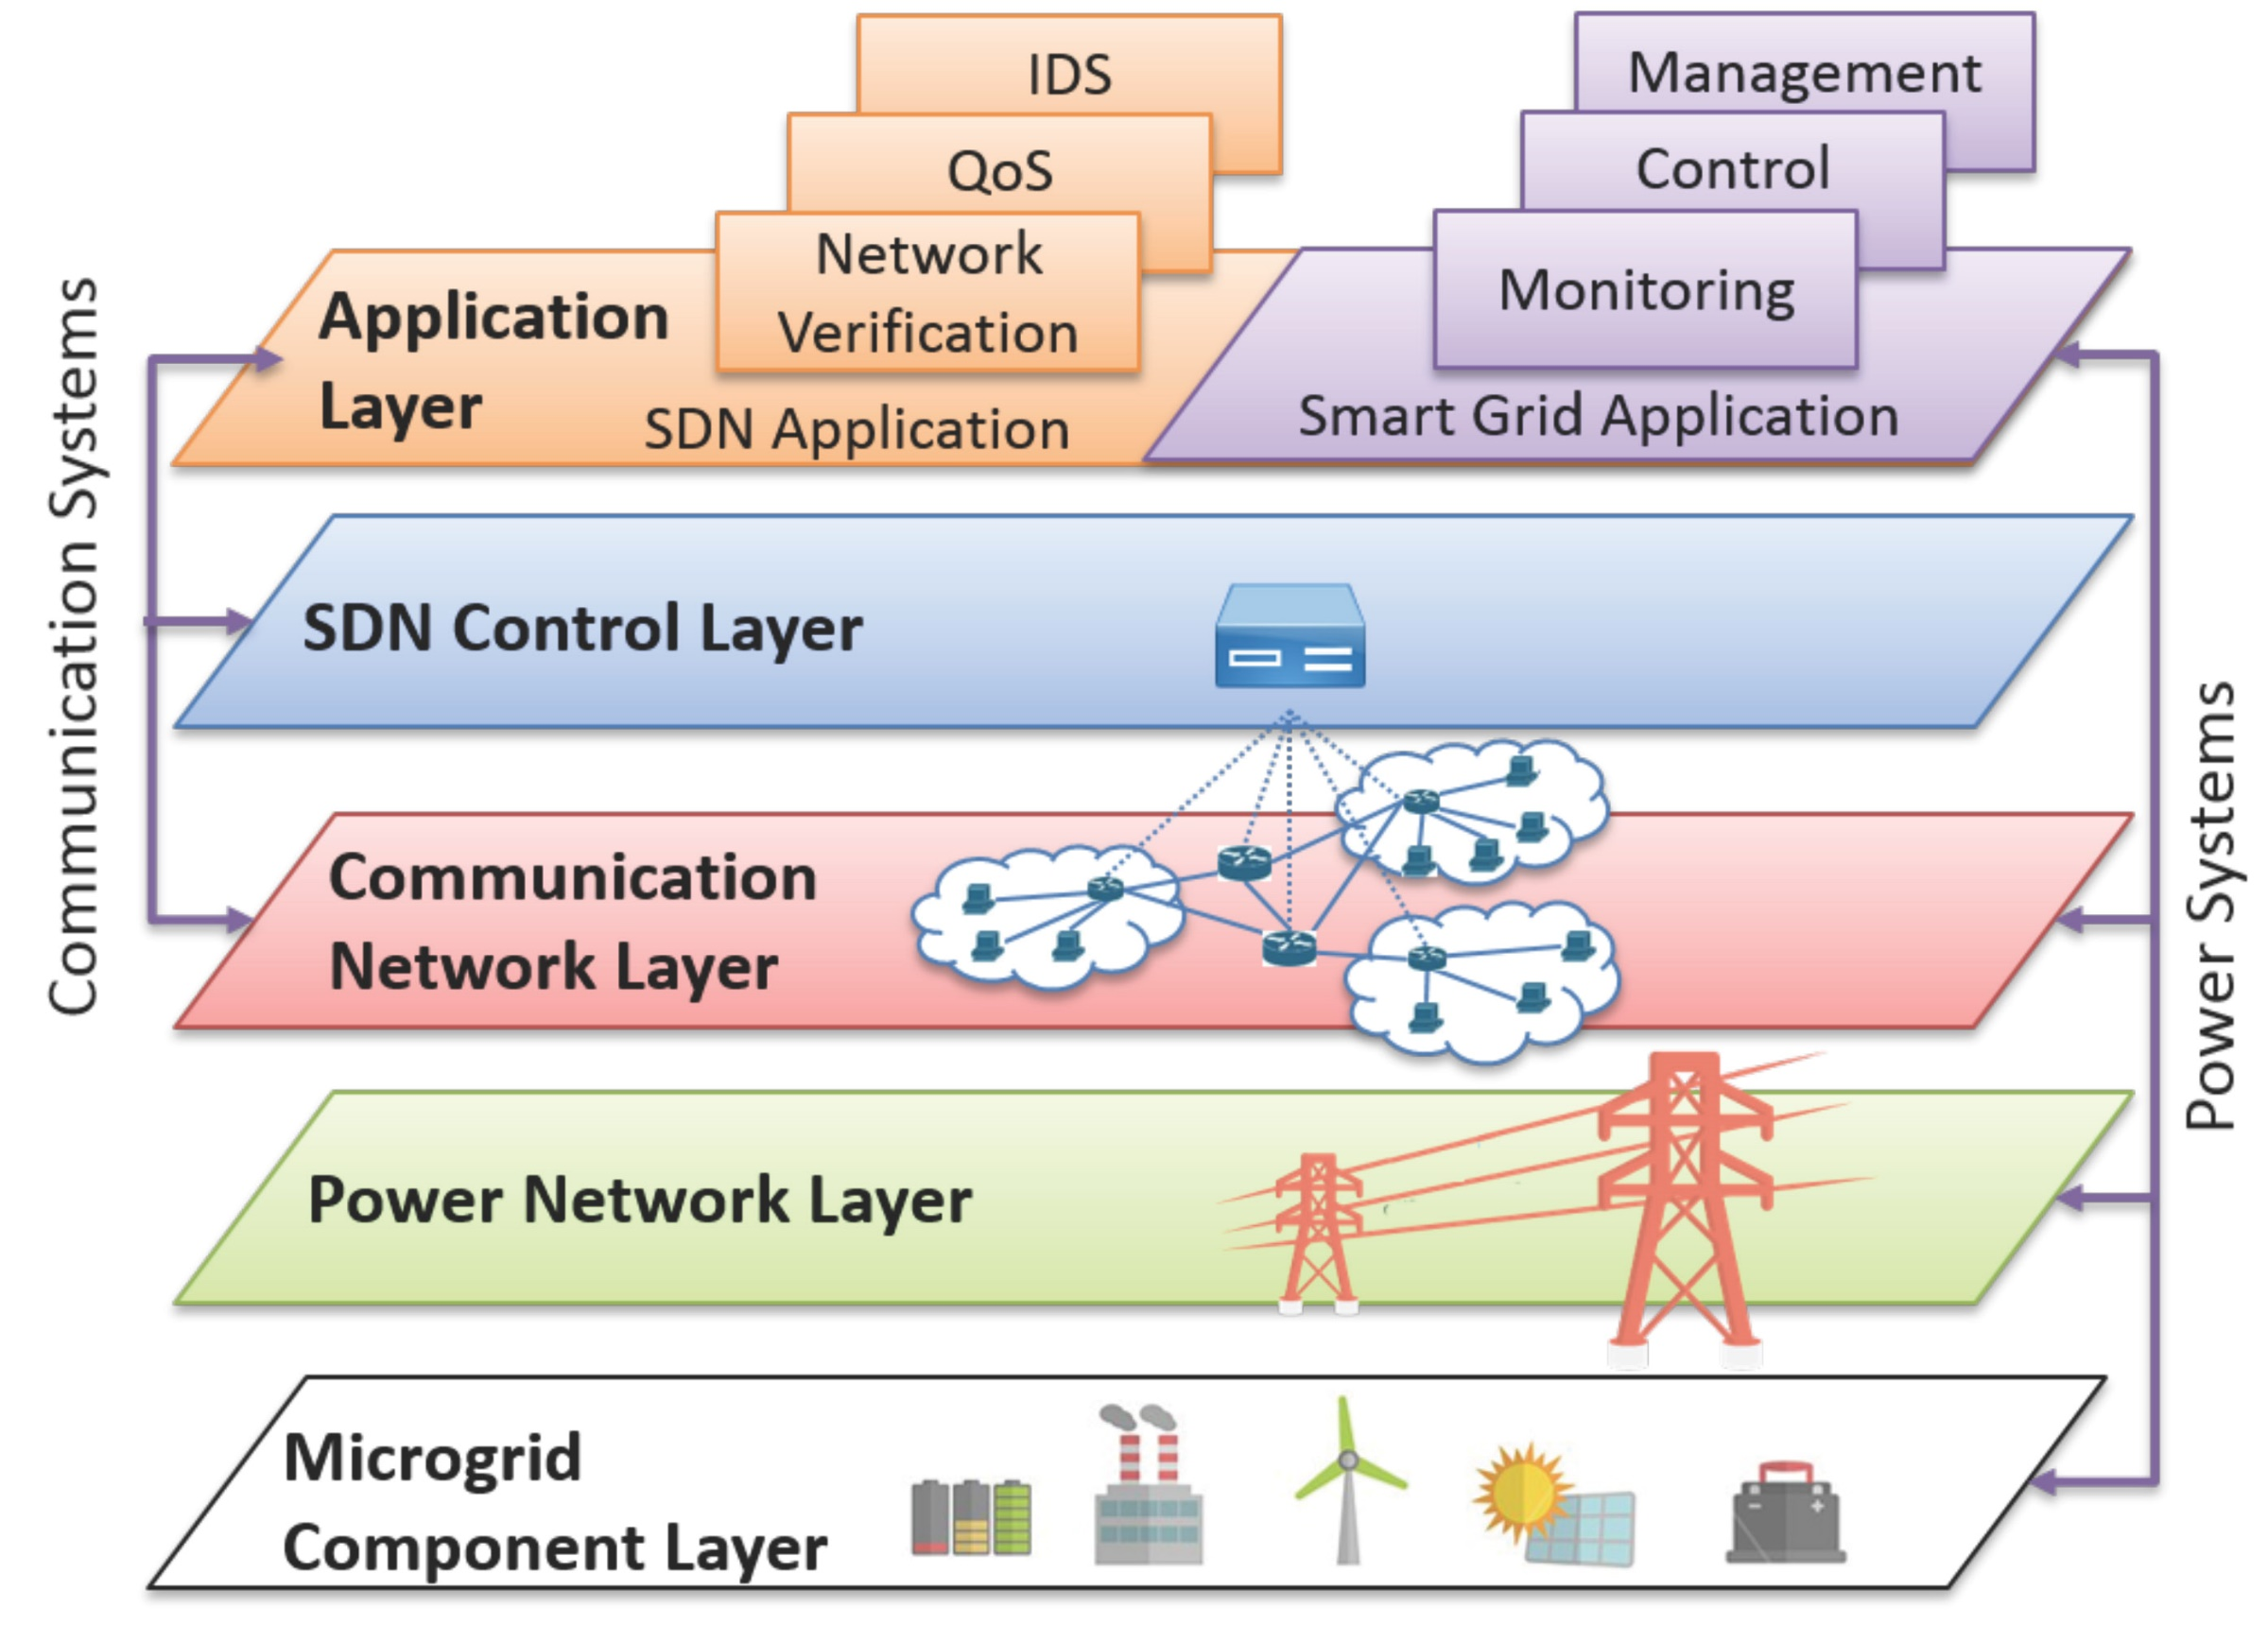 IDS
QoS
Network
Verification
Management
Control
Monitoring
Application
Layer
SDN Application
Smart Grid Application
SDN Control Layer
Communication
Network Layer
Power Network Layer
Microgrid
Component Layer
Communication Systems
Power Systems